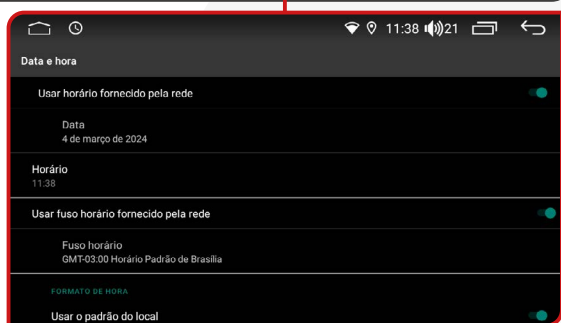 11:38 21
Data e hora
Usar horário fornecido pela rede
Data
4 de março de 2024
Horário
11:38
Usar fuso horário fornecido pela rede
Fuso horário
GMT-03:00 Horário Padrão de Brasília
FORMATO DE HORA
Usar o padrão do local